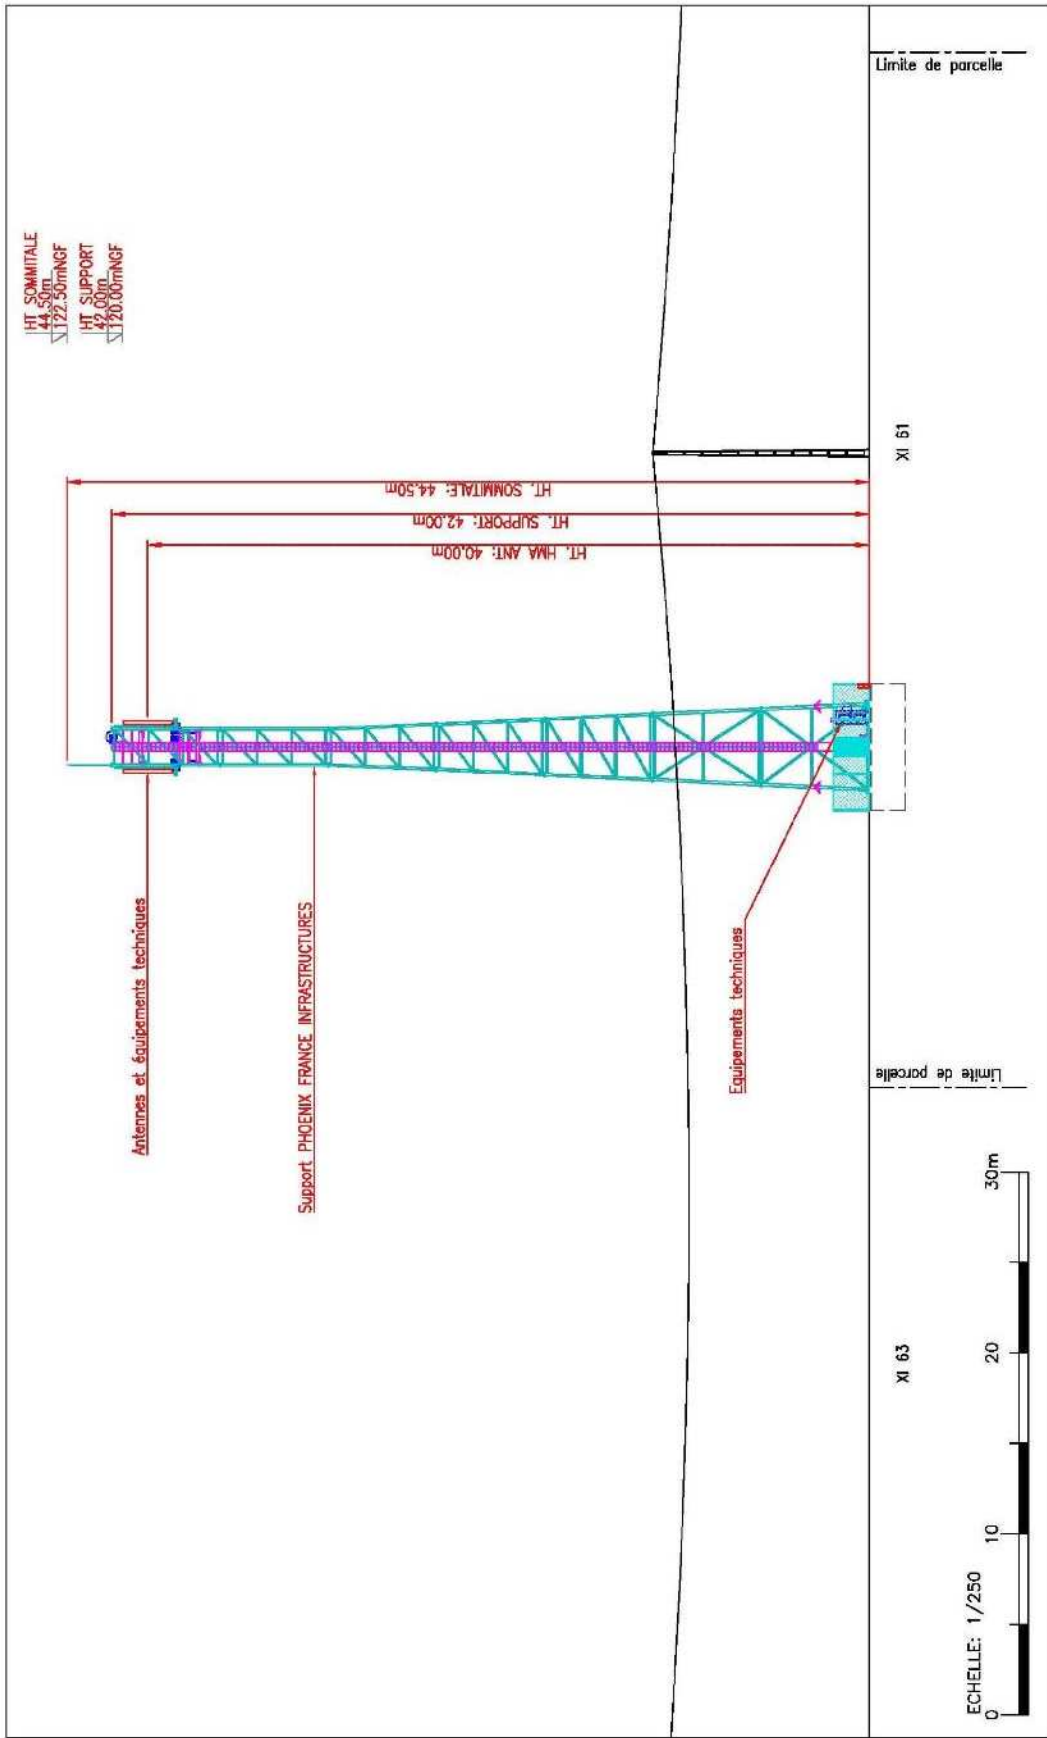 HT SOMMITALE
44.50m
122.50mNGF
HT SUPPORT
42.00m
120.00mNGF
HT. SOMMITALE: 44.50m
HT. SUPPORT: 42.00m
HT. HMA ANT: 40.00m
Antennes et équipements techniques
Support PHOENIX FRANCE INFRASTRUCTURES
Equipements techniques
Limite de parcelle
Limite de parcelle
XI 63
XI 61
ECHELLE: 1/250
0
10
20
30m